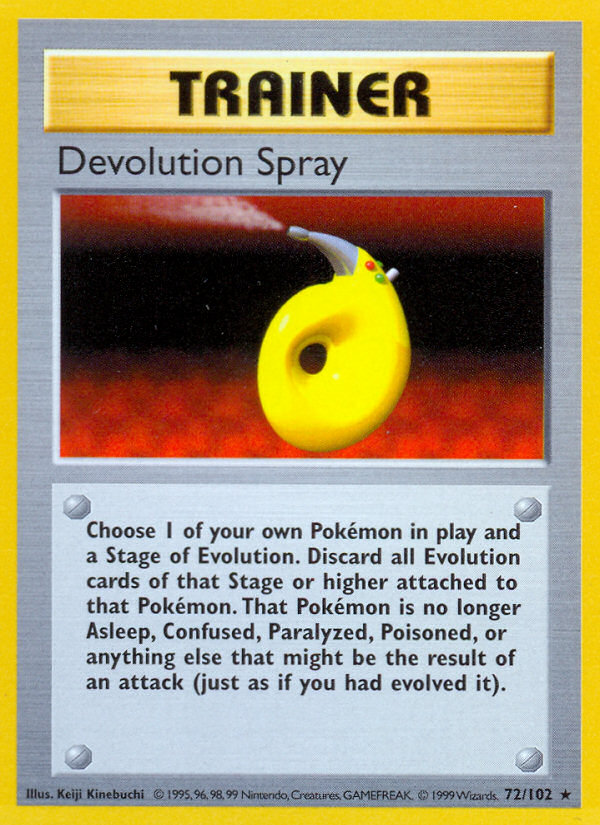 TRAINER
Devolution Spray
Choose 1 of your own Pokémon in play and
a Stage of Evolution. Discard all Evolution
cards of that Stage or higher attached to
that Pokémon. That Pokémon is no longer
Asleep, Confused, Paralyzed, Poisoned, or
anything else that might be the result of
an attack (just as if you had evolved it).
Illus. Keiji Kinebuchi © 1995, 96, 98, 99 Nintendo, Creatures, GAMEFREAK. © 1999 Wizards. 72/102 ★